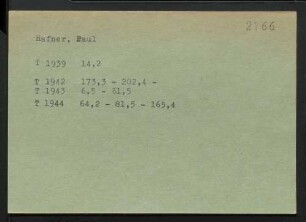 2166
Hafner, Paul
T 1939 14,2
T 1942 173,3 - 202,4 -
T 1943 6,5 - 61,5
T 1944 64,2 - 81,5 - 165,4